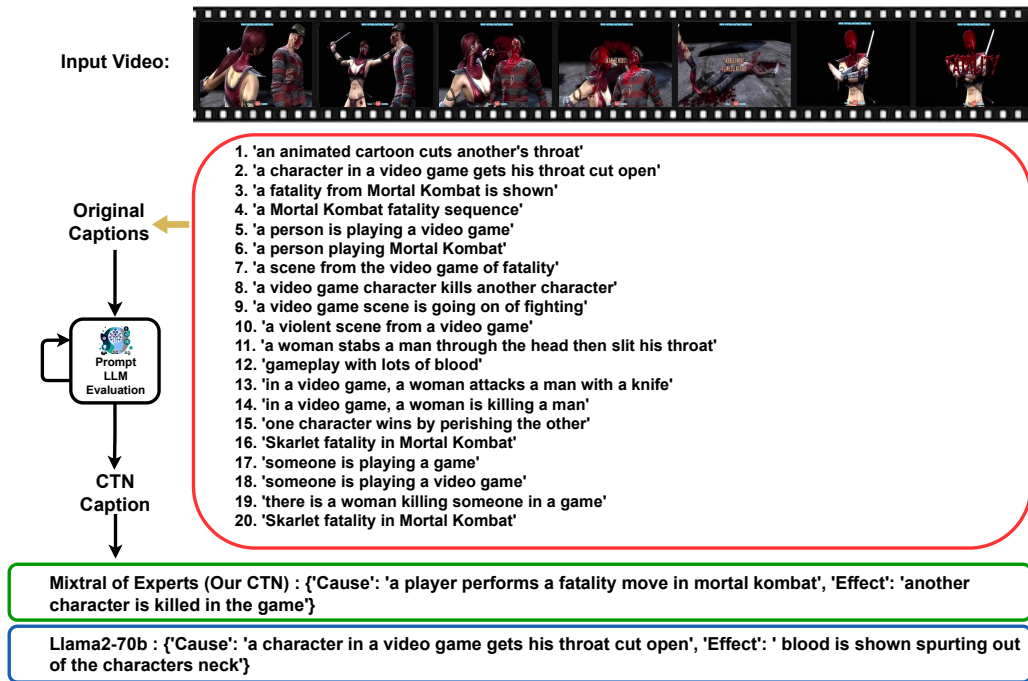 Input Video:
1. 'an animated cartoon cuts another's throat'
2. 'a character in a video game gets his throat cut open'
3. 'a fatality from Mortal Kombat is shown'
4. 'a Mortal Kombat fatality sequence'
5. 'a person is playing a video game'
6. 'a person playing Mortal Kombat'
7. 'a scene from the video game of fatality'
8. 'a video game character kills another character'
9. 'a video game scene is going on of fighting'
10. 'a violent scene from a video game'
11. 'a woman stabs a man through the head then slit his throat'
12. 'gameplay with lots of blood'
13. 'in a video game, a woman attacks a man with a knife'
14. 'in a video game, a woman is killing a man'
15. 'one character wins by perishing the other'
16. 'Skarlet fatality in Mortal Kombat'
17. 'someone is playing a game'
18. 'someone is playing a video game'
19. 'there is a woman killing someone in a game'
20. 'Skarlet fatality in Mortal Kombat'
Original
Captions
Prompt
LLM
Evaluation
CTN
Caption
Mixtral of Experts (Our CTN) : {'Cause': 'a player performs a fatality move in mortal kombat', 'Effect': 'another
character is killed in the game'}
Llama2-70b : {'Cause': 'a character in a video game gets his throat cut open', 'Effect': ' blood is shown spurting out
of the characters neck'}
FATALITY